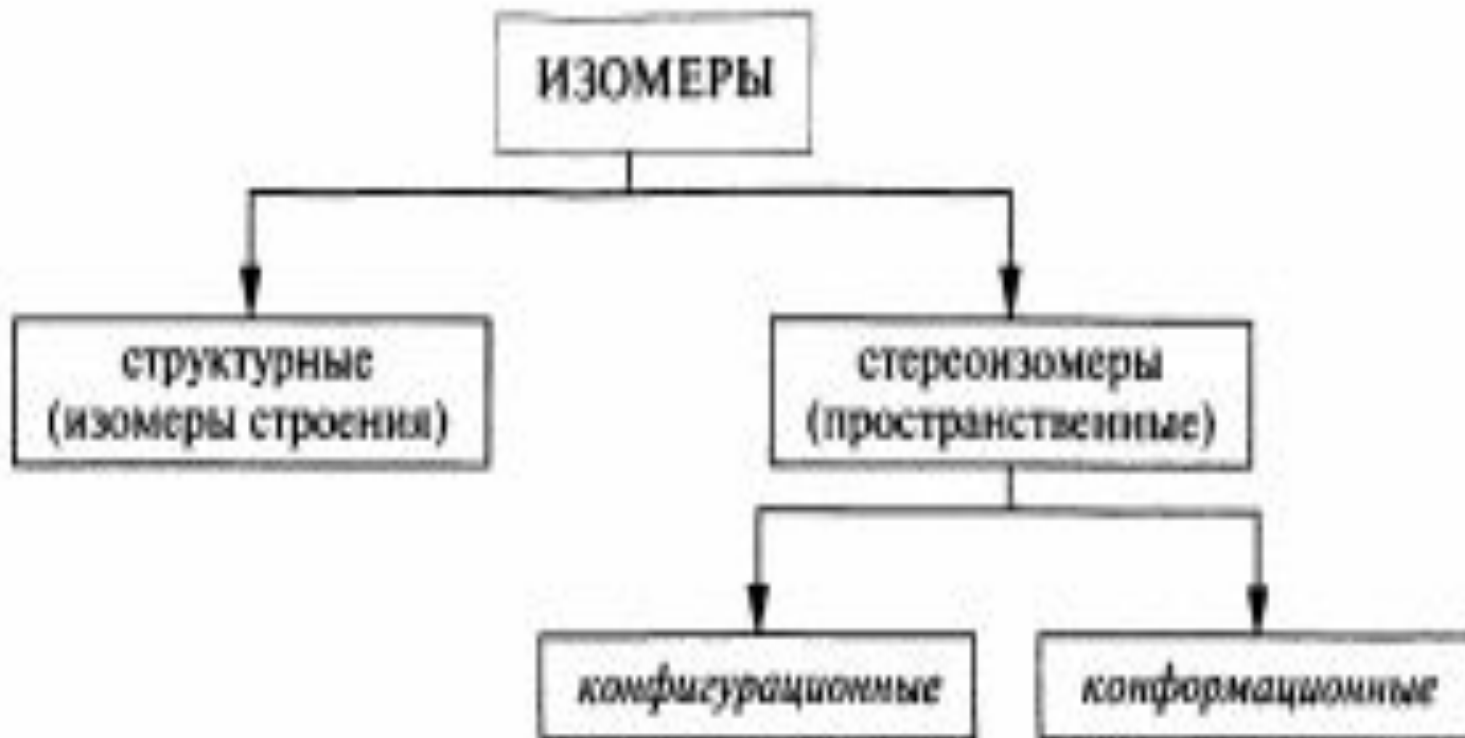 ИЗОМЕРЫ
структурные
(изомеры строения)
стереоизомеры
(пространственные)
конфигурационные
конформационные